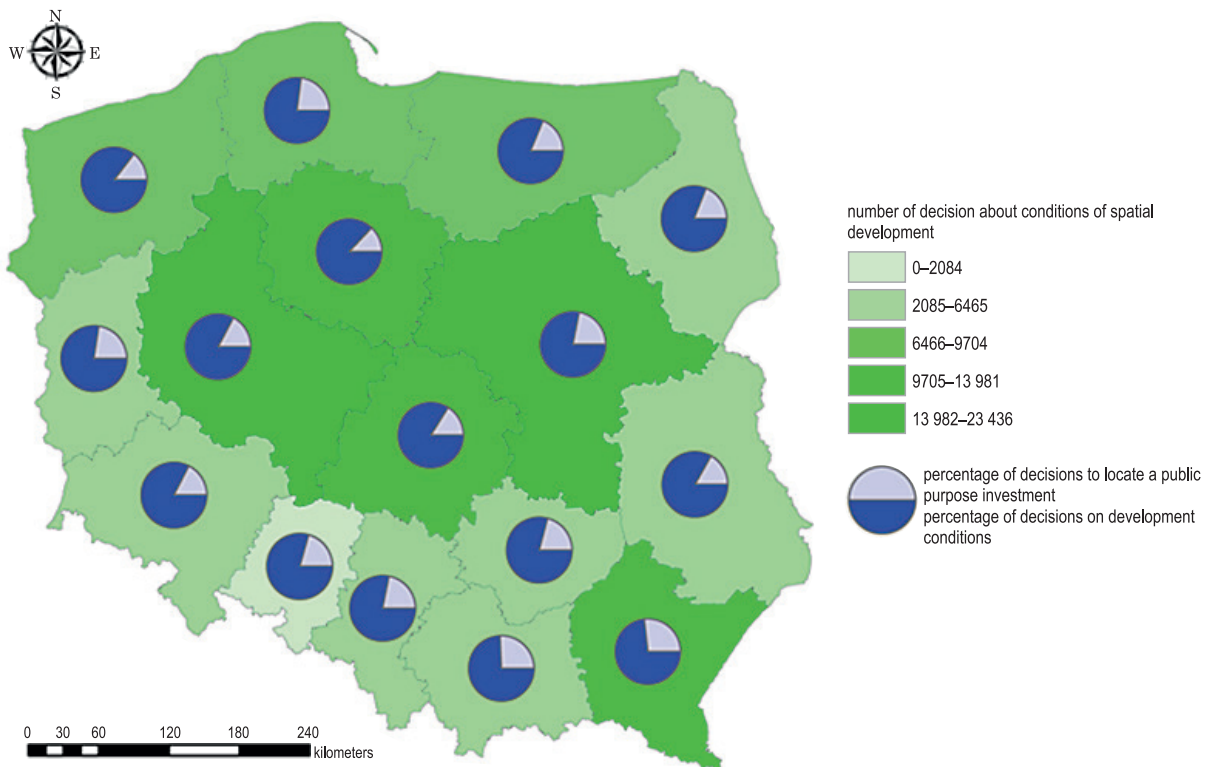 N
W E
S
number of decision about conditions of spatial
development
0–2084
2085–6465
6466–9704
9705–13 981
13 982–23 436
percentage of decisions to locate a public
purpose investment
percentage of decisions on development
conditions
0 30 60 120 180 240
kilometers